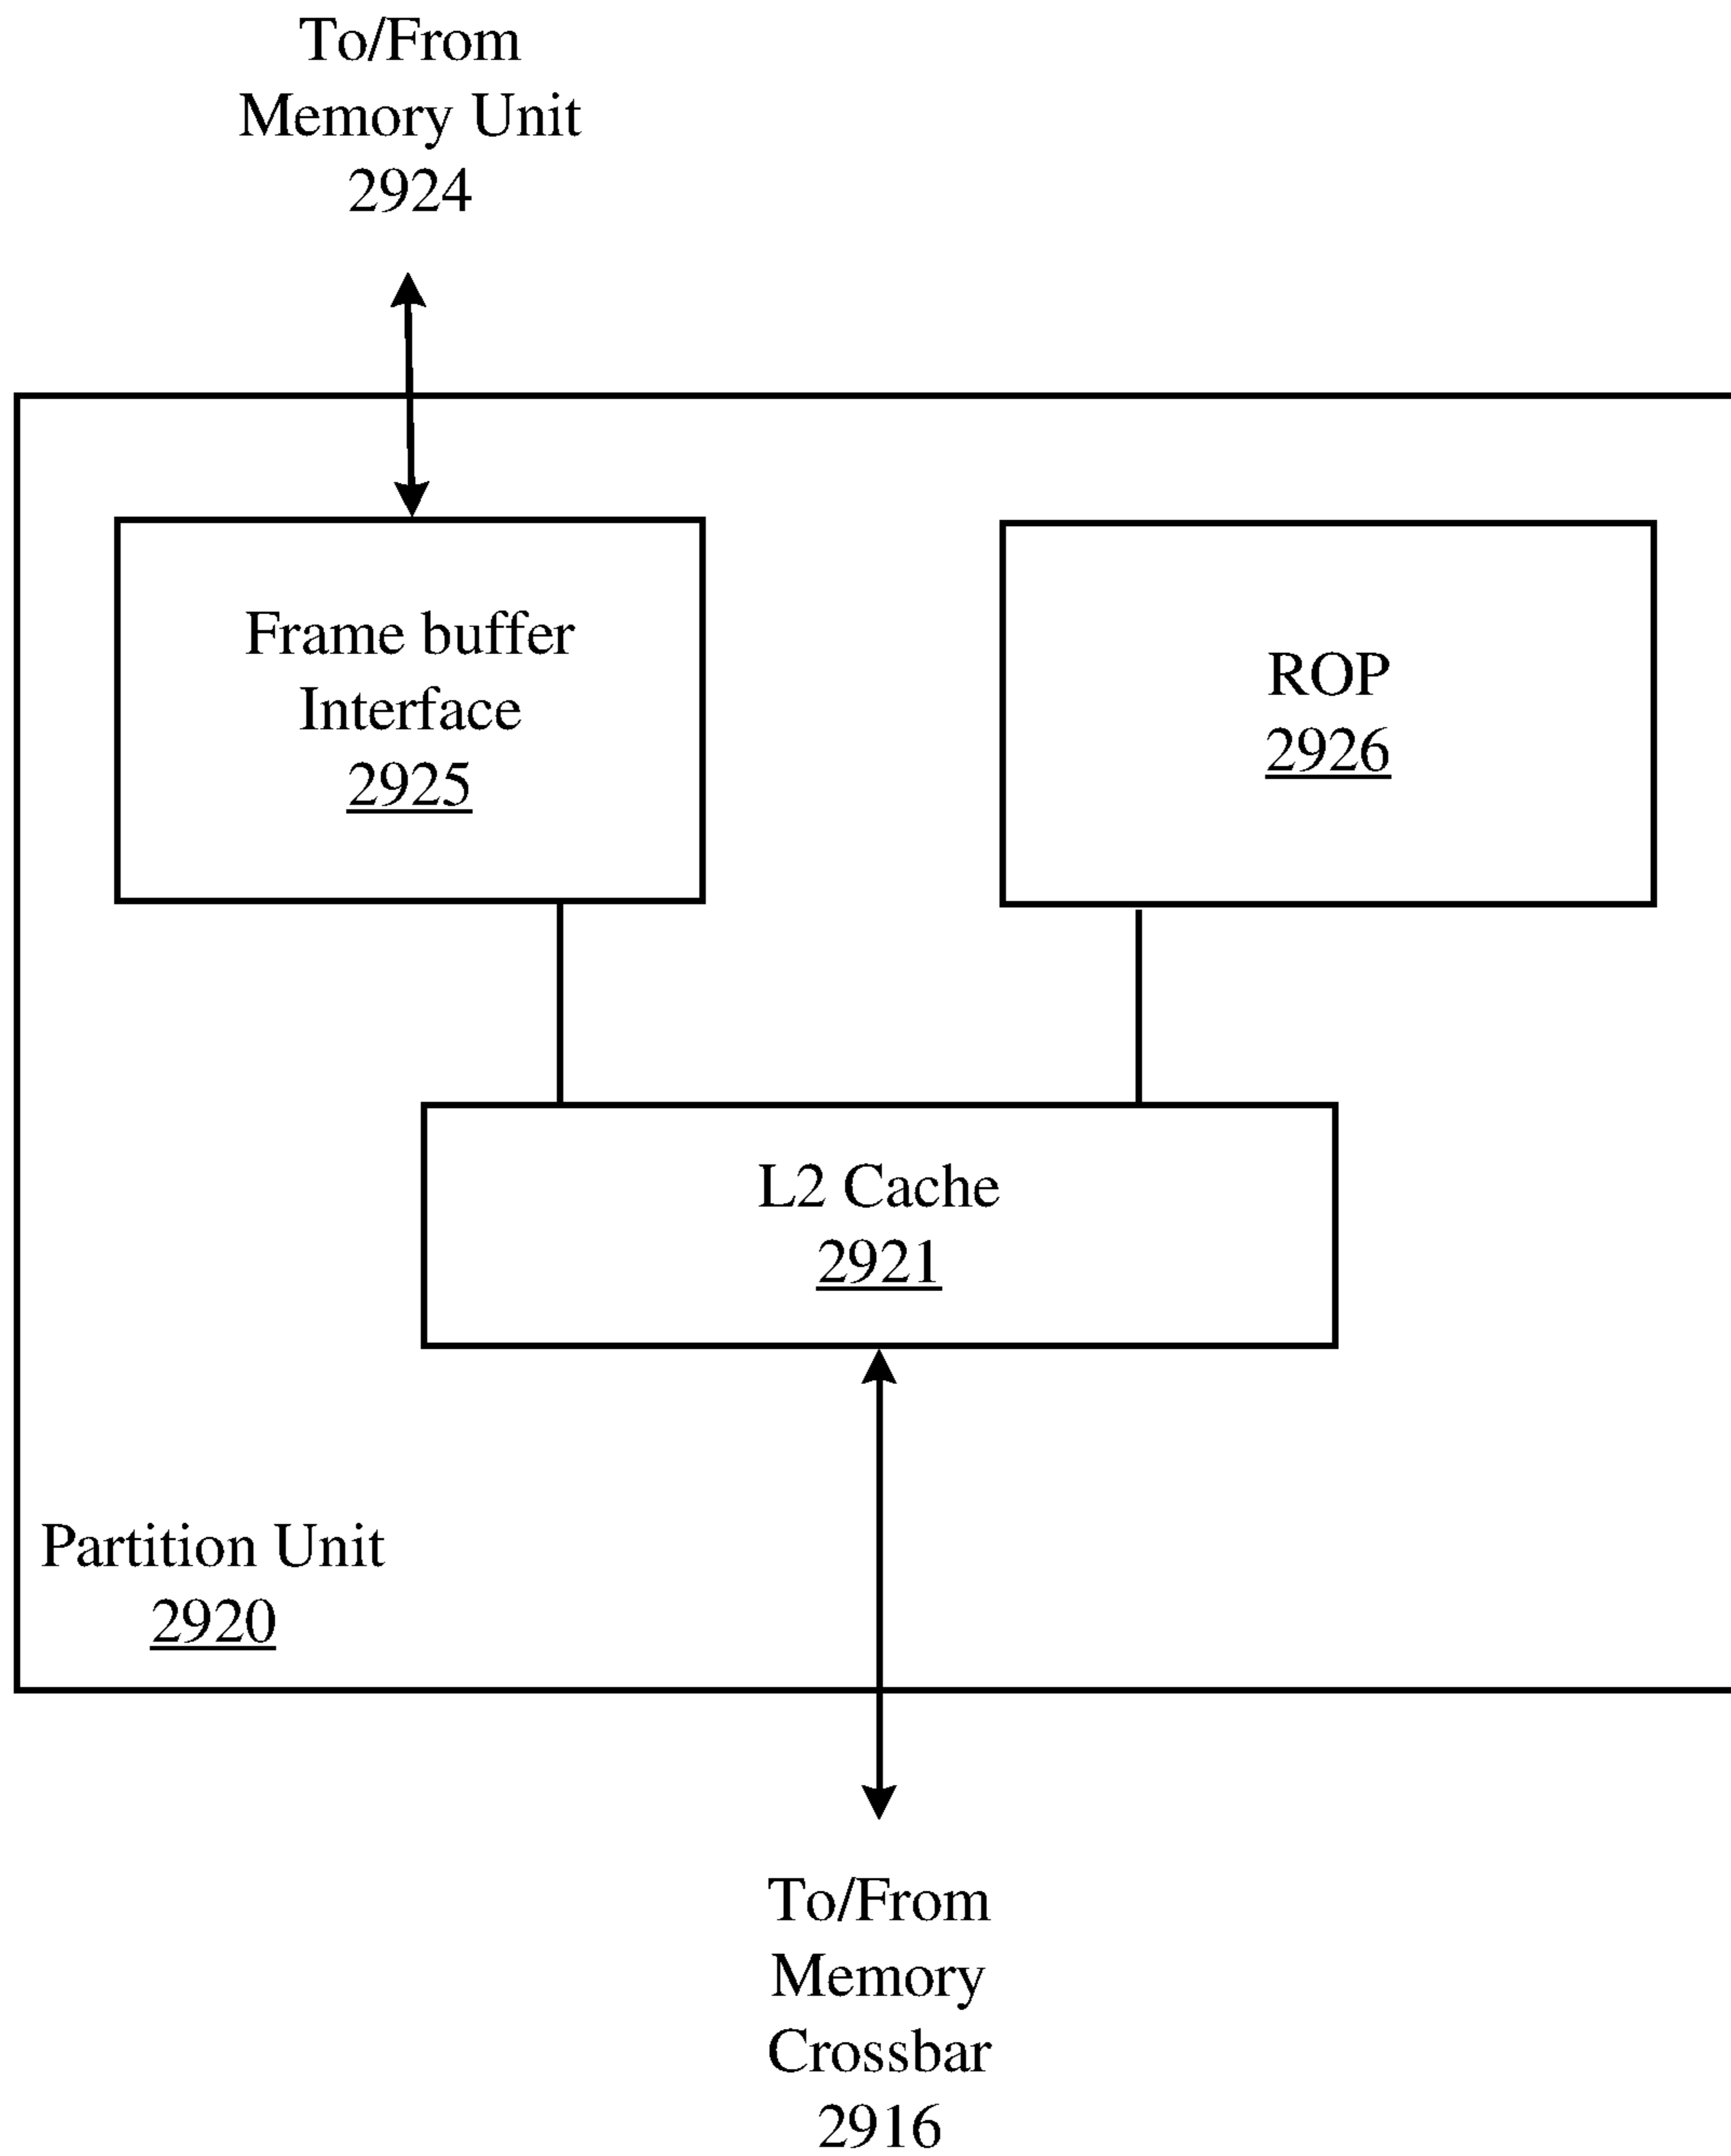 To/From
Memory Unit
2924
Frame buffer
Interface
2925
ROP
2926
L2 Cache
2921
Partition Unit
2920
To/From
Memory
Crossbar
2916